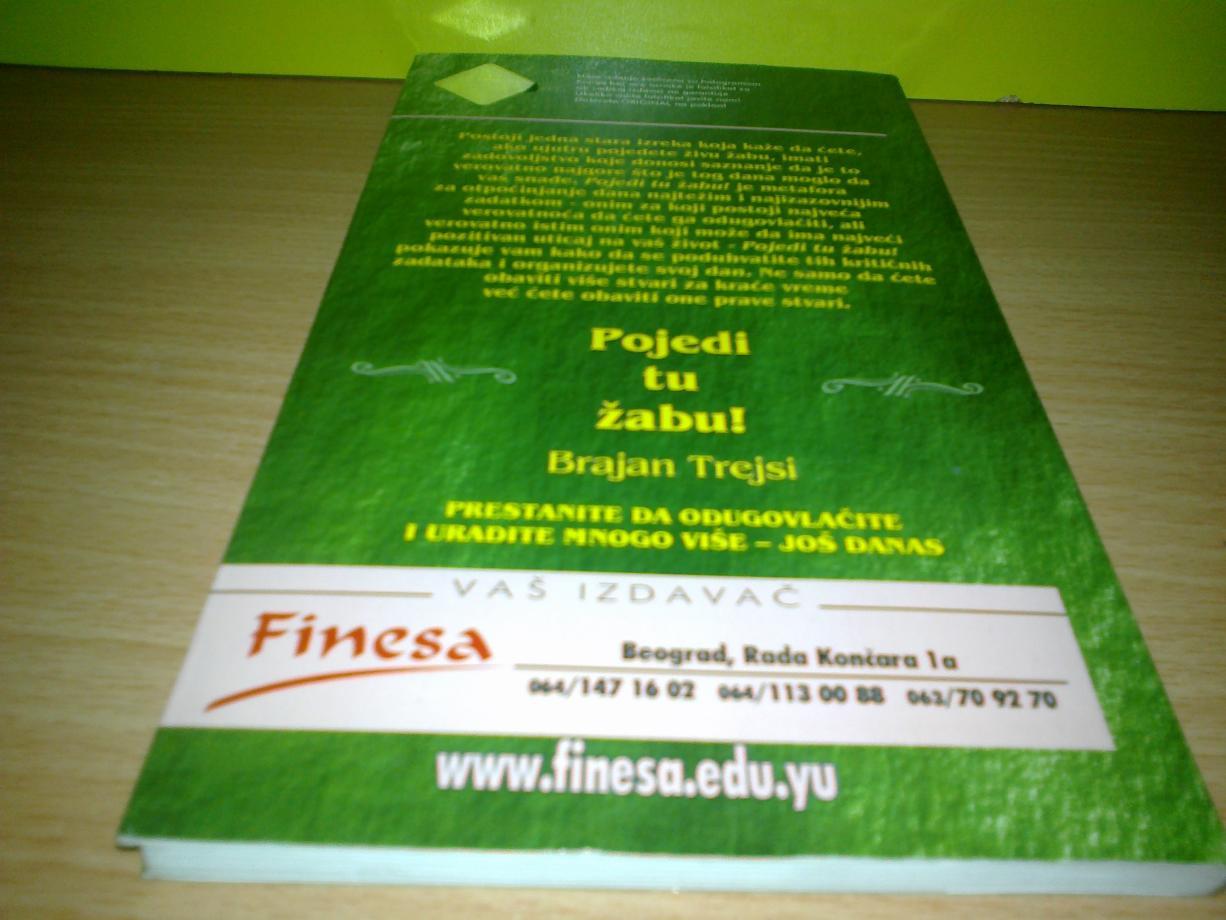 Postoji jedna stara izreka koja kaže da ćete,
ako ujutru pojedete živu žabu, imati
zadovoljstvo koje donosi saznanje da je to
verovatno najgore što je tog dana moglo da
vas snađe. Pojedi tu žabu! je metafora
za otpočinjanje dana najtežim i najizazovnijim
zadatkom - onim za koji postoji najveća
verovatnoća da ćete ga odugovlačiti, ali
verovatno istim onim koji može da ima najveći
pozitivan uticaj na vaš život - Pojedi tu žabu!
pokazuje vam kako da se poduhvatite tih kritičnih
zadataka i organizujete svoj dan. Ne samo da ćete
obaviti više stvari za kraće vreme
već ćete obaviti one prave stvari.
Pojedi
tu
žabu!
Brajan Trejsi
PRESTANITE DA ODUGOVLAČITE
I URADITE MNOGO VIŠE – JOŠ DANAS
VAŠ IZDAVAČ
Finesa
Beograd, Rada Končara 1a
064/147 16 02 064/113 00 88 063/70 92 70
www.finesa.edu.yu